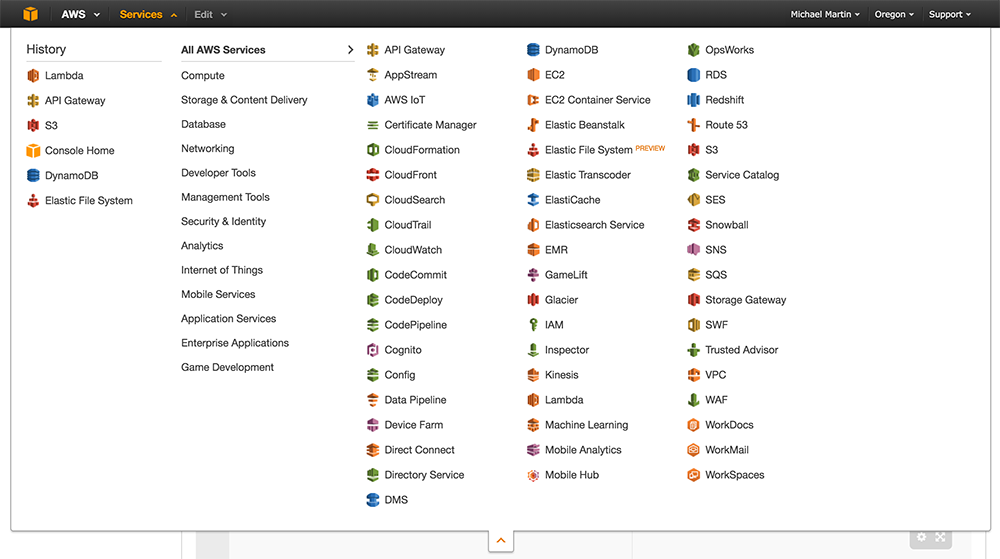 AWS Services Edit Michael Martin Oregon Support
History
Lambda
API Gateway
S3
Console Home
DynamoDB
Elastic File System
All AWS Services
Compute
Storage & Content Delivery
Database
Networking
Developer Tools
Management Tools
Security & Identity
Analytics
Internet of Things
Mobile Services
Application Services
Enterprise Applications
Game Development
API Gateway
AppStream
AWS IoT
Certificate Manager
CloudFormation
CloudFront
CloudSearch
CloudTrail
CloudWatch
CodeCommit
CodeDeploy
CodePipeline
Cognito
Config
Data Pipeline
Device Farm
Direct Connect
Directory Service
DMS
DynamoDB
EC2
EC2 Container Service
Elastic Beanstalk
Elastic File System PREVIEW
Elastic Transcoder
ElastiCache
Elasticsearch Service
EMR
GameLift
Glacier
IAM
Inspector
Kinesis
Lambda
Machine Learning
Mobile Analytics
Mobile Hub
OpsWorks
RDS
Redshift
Route 53
S3
Service Catalog
SES
Snowball
SNS
SQS
Storage Gateway
SWF
Trusted Advisor
VPC
WAF
WorkDocs
WorkMail
WorkSpaces